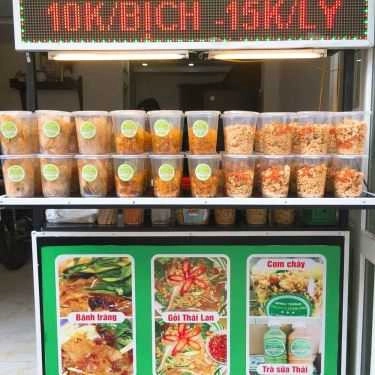 10K/BỊCH - 15K/LY
Cơm cháy
Bánh tráng
Gỏi Thái Lan
Trà sữa Thái